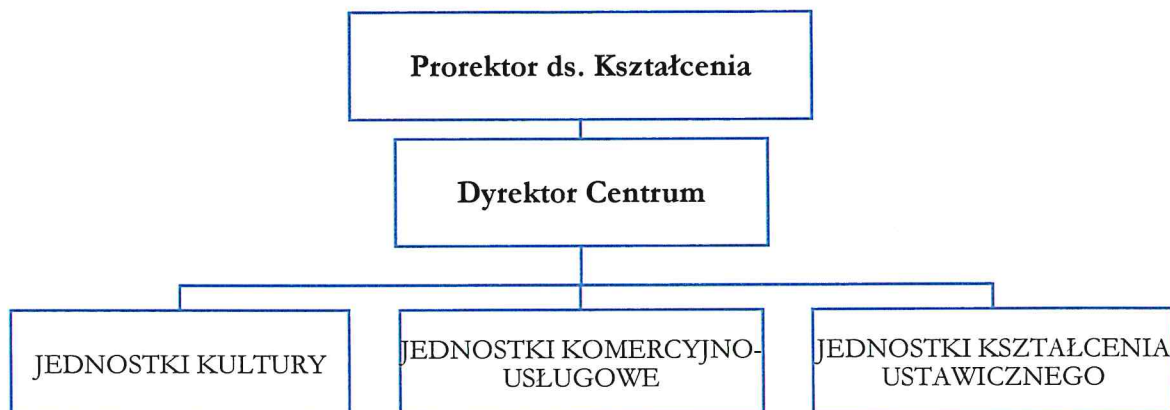 Prorektor ds. Kształcenia
Dyrektor Centrum
JEDNOSTKI KULTURY
JEDNOSTKI KOMERCYJNO-
USŁUGOWE
JEDNOSTKI KSZTAŁCENIA
USTAWICZNEGO